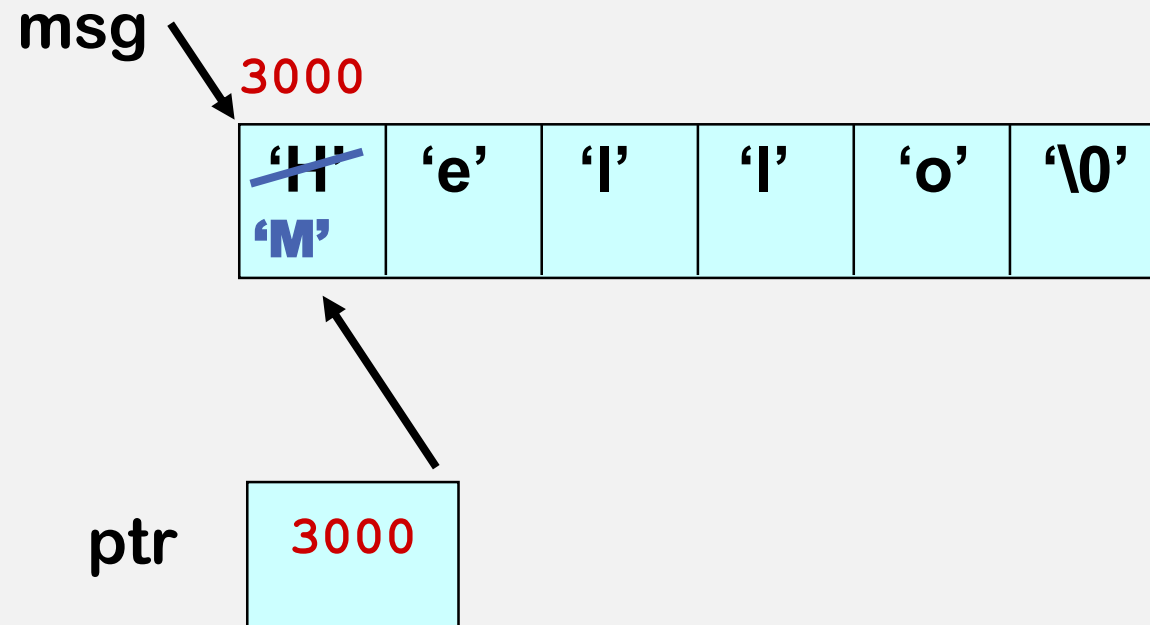 msg
3000
‘H’ ‘e’ ‘l’ ‘l’ ‘o’ ‘\0’
‘M’
ptr 3000